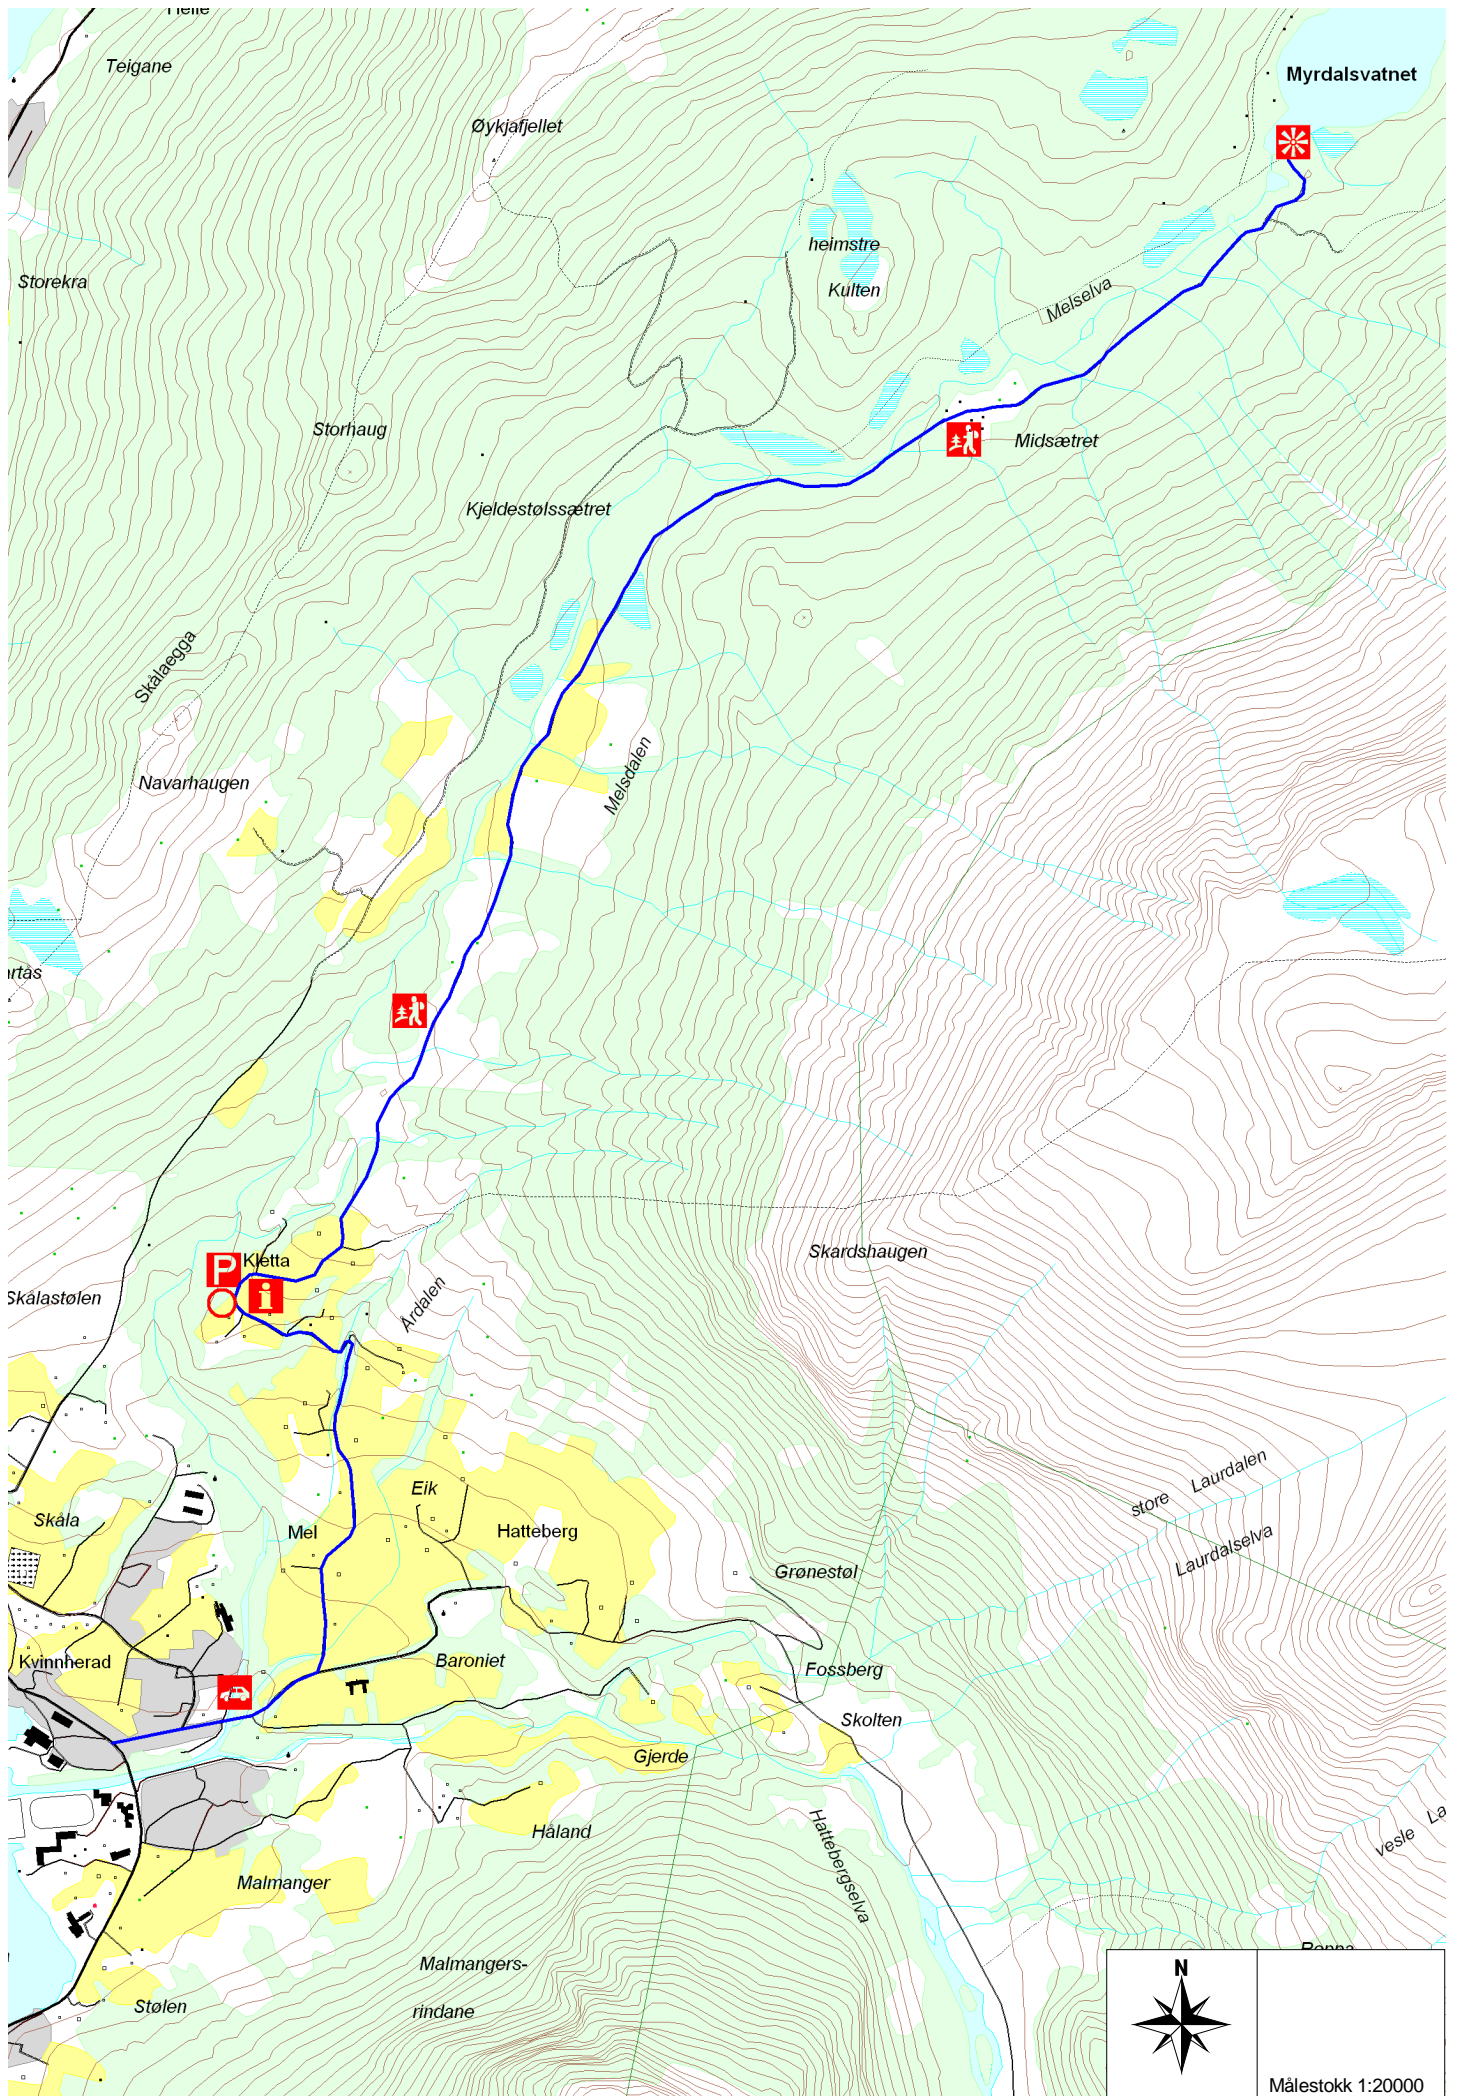 Teigane
Øykjafjellet
Myrdalsvatnet
heimstre
Storekra
Kulten
Melselva
Storhaug
Midsætret
Kjeldestølssætret
Skålaegga
Navarhaugen
Melsdalen
P
Kletta
i
Skardshaugen
Skålastølen
Årdalen
store Laurdalen
Eik
Skåla
Mel
Hatteberg
Laurdalselva
Grønestøl
Kvinnherad
Baroniet
Fossberg
Skolten
Gjerde
Håland
Hattebergselva
vesle
Malmanger
Malmangers-
rindane
Stølen
N
Målestokk 1:20000